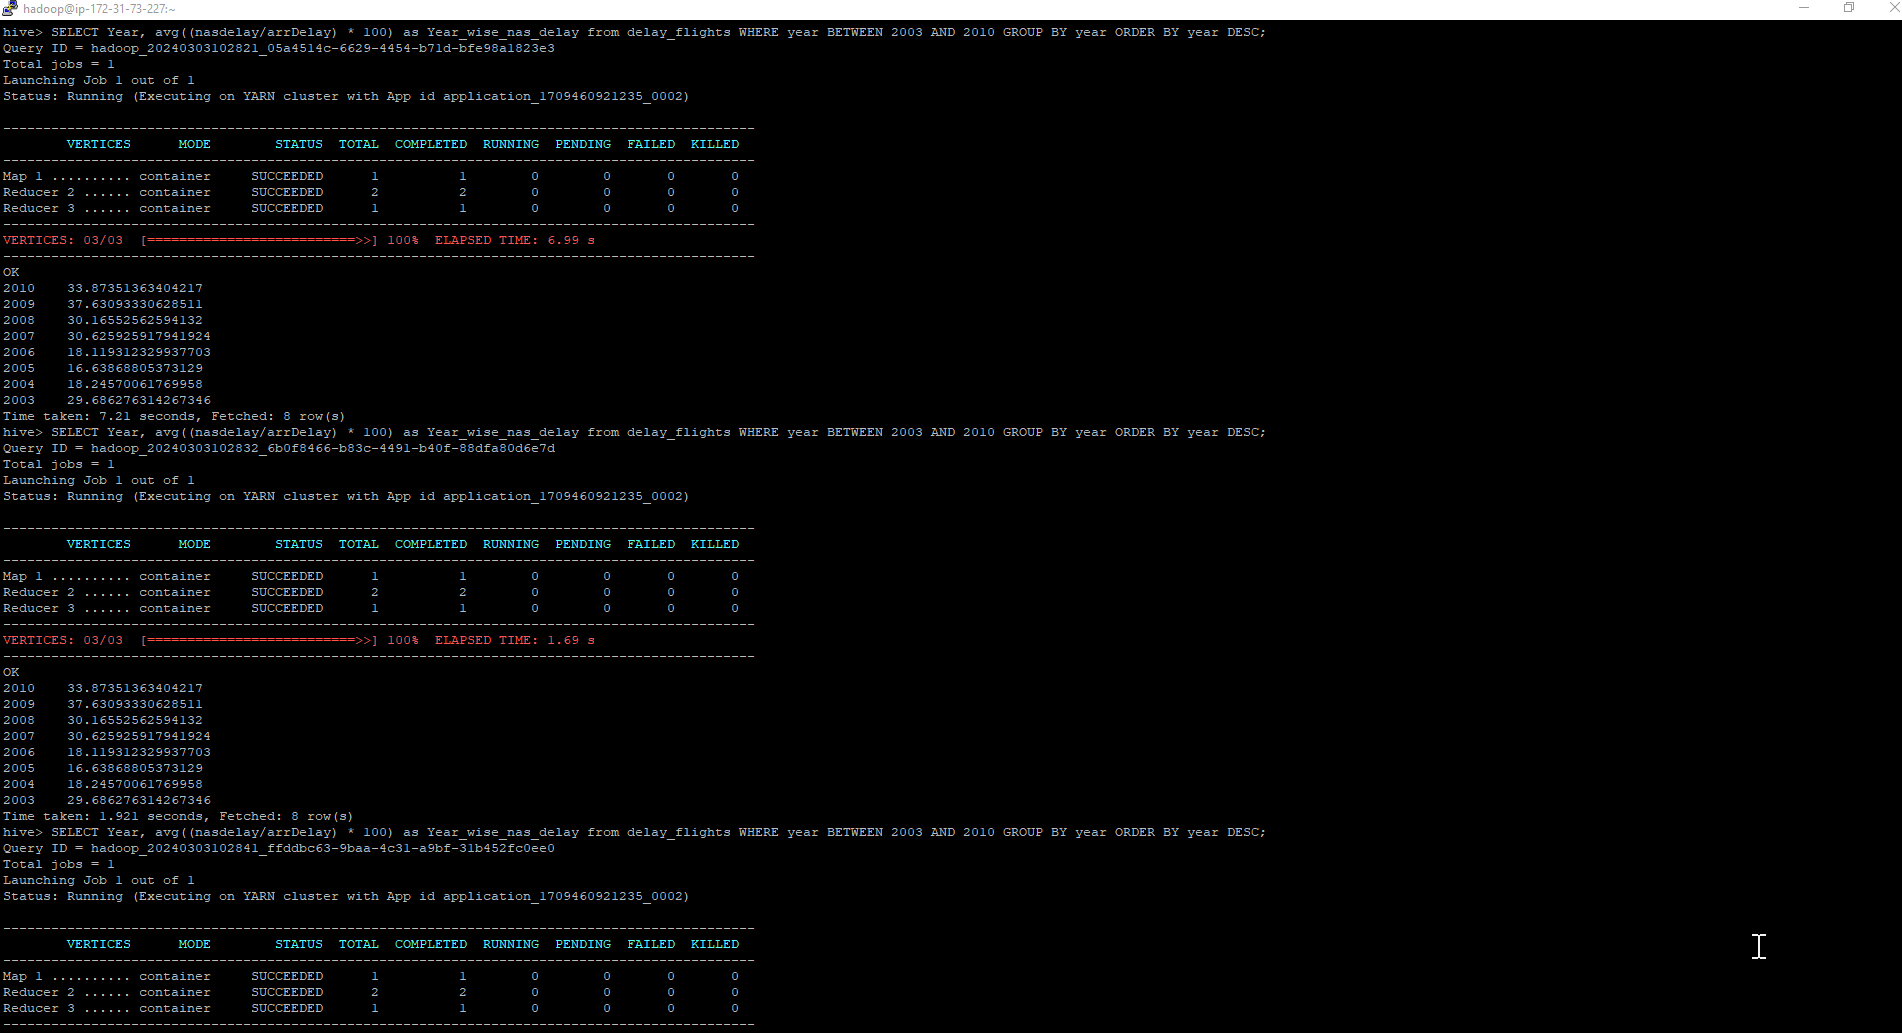 hadoop@ip-172-31-73-227:~
hive> SELECT Year, avg((nasdelay/arrDelay) * 100) as Year_wise_nas_delay from delay_flights WHERE year BETWEEN 2003 AND 2010 GROUP BY year ORDER BY year DESC;
Query ID = hadoop_20240303102821_05a4514c-6629-4454-b71d-bfe98a1823e3
Total jobs = 1
Launching Job 1 out of 1
Status: Running (Executing on YARN cluster with App id application_1709460921235_0002)
----------------------------------------------------------------------------------------------
VERTICES MODE STATUS TOTAL COMPLETED RUNNING PENDING FAILED KILLED
----------------------------------------------------------------------------------------------
Map 1 .......... container SUCCEEDED 1 1 0 0 0 0
Reducer 2 ...... container SUCCEEDED 2 2 0 0 0 0
Reducer 3 ...... container SUCCEEDED 1 1 0 0 0 0
----------------------------------------------------------------------------------------------
VERTICES: 03/03 [==========================>>] 100% ELAPSED TIME: 6.99 s
----------------------------------------------------------------------------------------------
OK
2010 33.87351363404217
2009 37.63093330628511
2008 30.16552562594132
2007 30.625925917941924
2006 18.119312329937703
2005 16.63868805373129
2004 18.24570061769958
2003 29.686276314267346
Time taken: 7.21 seconds, Fetched: 8 row(s)
hive> SELECT Year, avg((nasdelay/arrDelay) * 100) as Year_wise_nas_delay from delay_flights WHERE year BETWEEN 2003 AND 2010 GROUP BY year ORDER BY year DESC;
Query ID = hadoop_20240303102832_6b0f8466-b83c-4491-b40f-88dfa80d6e7d
Total jobs = 1
Launching Job 1 out of 1
Status: Running (Executing on YARN cluster with App id application_1709460921235_0002)
----------------------------------------------------------------------------------------------
VERTICES MODE STATUS TOTAL COMPLETED RUNNING PENDING FAILED KILLED
----------------------------------------------------------------------------------------------
Map 1 .......... container SUCCEEDED 1 1 0 0 0 0
Reducer 2 ...... container SUCCEEDED 2 2 0 0 0 0
Reducer 3 ...... container SUCCEEDED 1 1 0 0 0 0
----------------------------------------------------------------------------------------------
VERTICES: 03/03 [==========================>>] 100% ELAPSED TIME: 1.69 s
----------------------------------------------------------------------------------------------
OK
2010 33.87351363404217
2009 37.63093330628511
2008 30.16552562594132
2007 30.625925917941924
2006 18.119312329937703
2005 16.63868805373129
2004 18.24570061769958
2003 29.686276314267346
Time taken: 1.921 seconds, Fetched: 8 row(s)
hive> SELECT Year, avg((nasdelay/arrDelay) * 100) as Year_wise_nas_delay from delay_flights WHERE year BETWEEN 2003 AND 2010 GROUP BY year ORDER BY year DESC;
Query ID = hadoop_20240303102841_ffddbc63-9baa-4c31-a9bf-31b452fc0ee0
Total jobs = 1
Launching Job 1 out of 1
Status: Running (Executing on YARN cluster with App id application_1709460921235_0002)
----------------------------------------------------------------------------------------------
VERTICES MODE STATUS TOTAL COMPLETED RUNNING PENDING FAILED KILLED
----------------------------------------------------------------------------------------------
Map 1 .......... container SUCCEEDED 1 1 0 0 0 0
Reducer 2 ...... container SUCCEEDED 2 2 0 0 0 0
Reducer 3 ...... container SUCCEEDED 1 1 0 0 0 0
----------------------------------------------------------------------------------------------